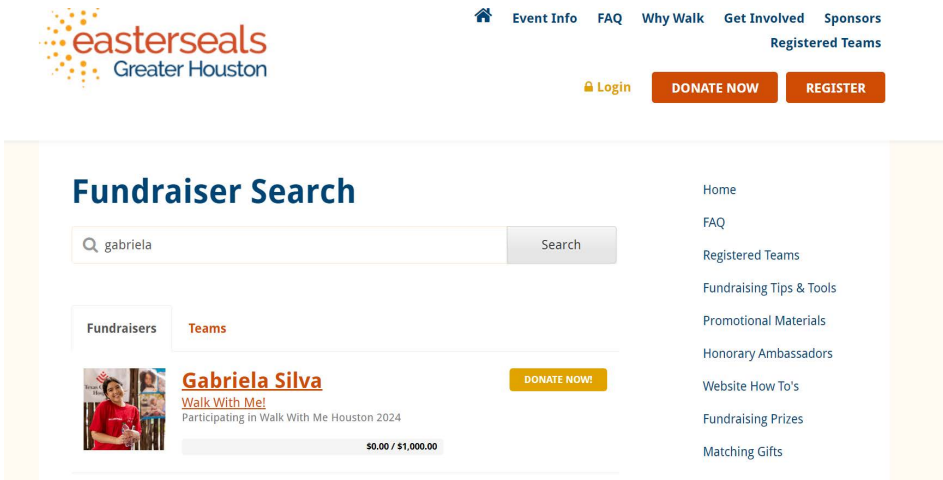 easterseals
Greater Houston
Event Info FAQ Why Walk Get Involved Sponsors
Registered Teams
Login DONATE NOW REGISTER
Fundraiser Search
gabriela Search
Fundraisers Teams
Gabriela Silva
Walk With Me!
Participating in Walk With Me Houston 2024
$0.00 / $1,000.00
DONATE NOW!
Home
FAQ
Registered Teams
Fundraising Tips & Tools
Promotional Materials
Honorary Ambassadors
Website How To's
Fundraising Prizes
Matching Gifts